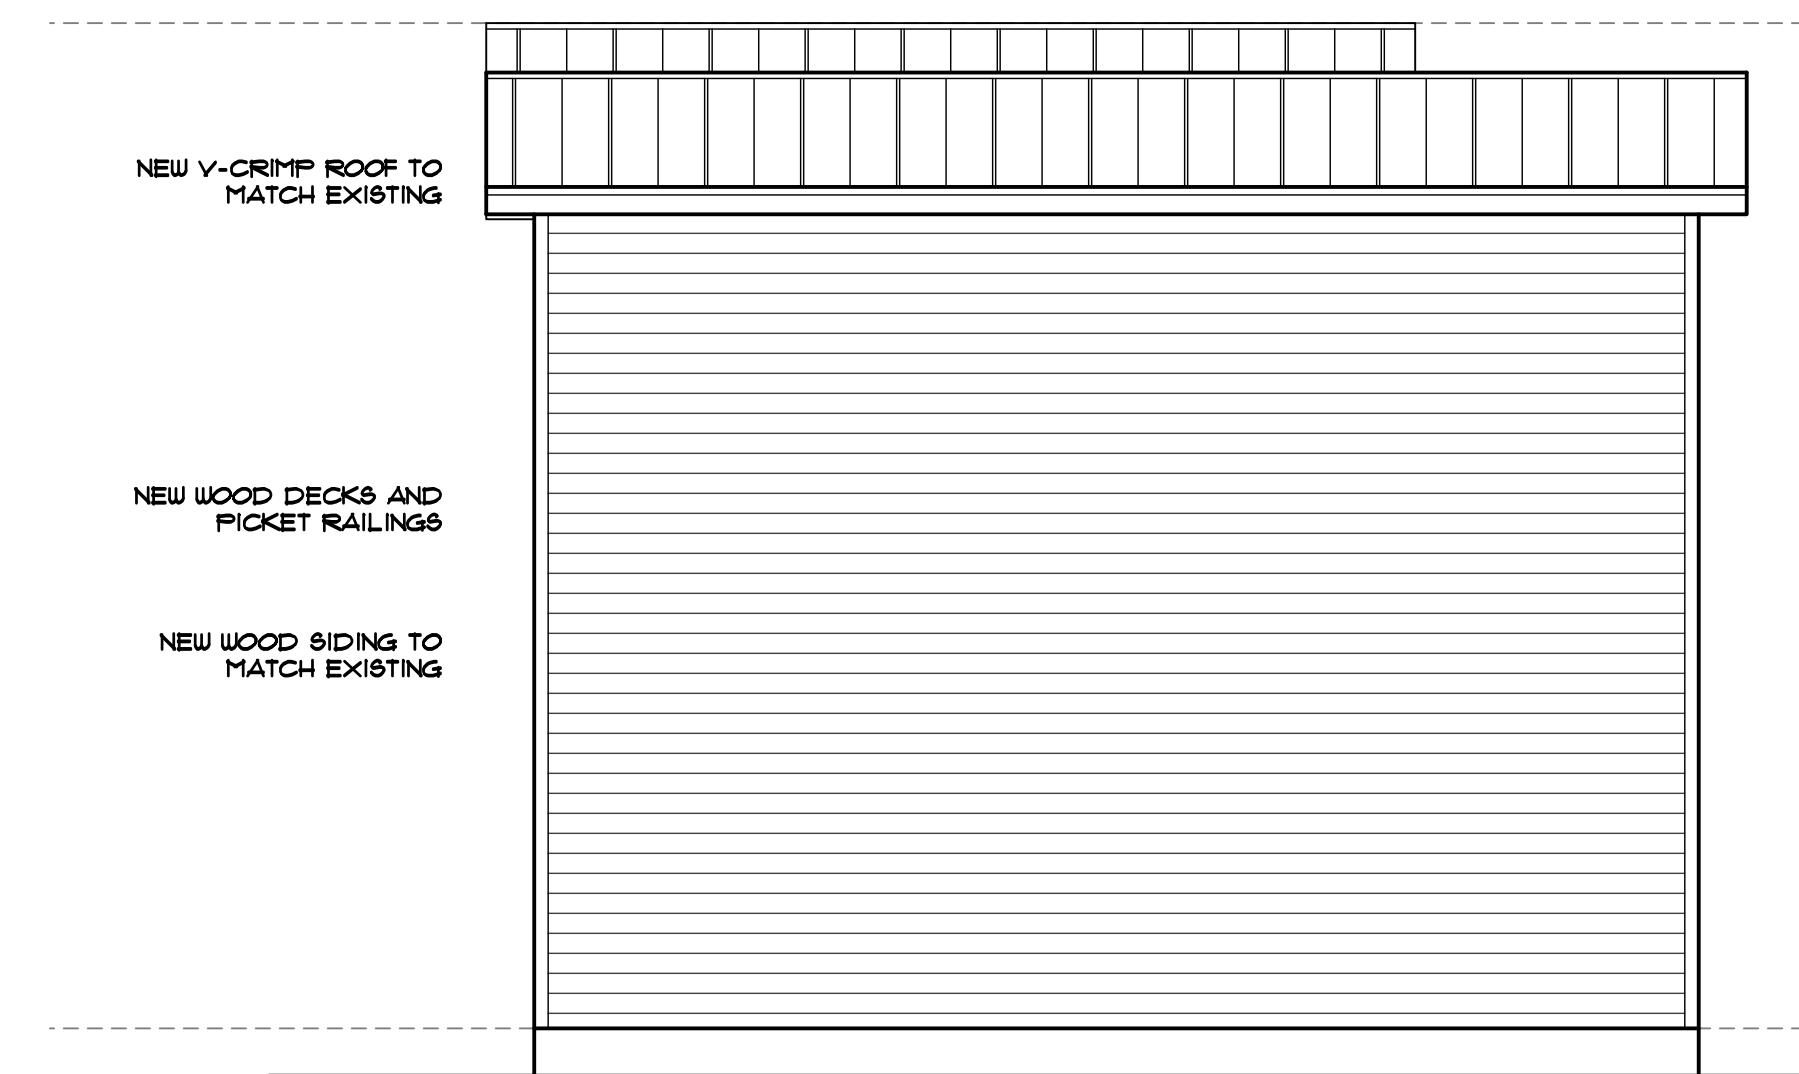 NEW V-CRIMP ROOF TO
MATCH EXISTING
NEW WOOD DECKS AND
PICKET RAILINGS
NEW WOOD SIDING TO
MATCH EXISTING